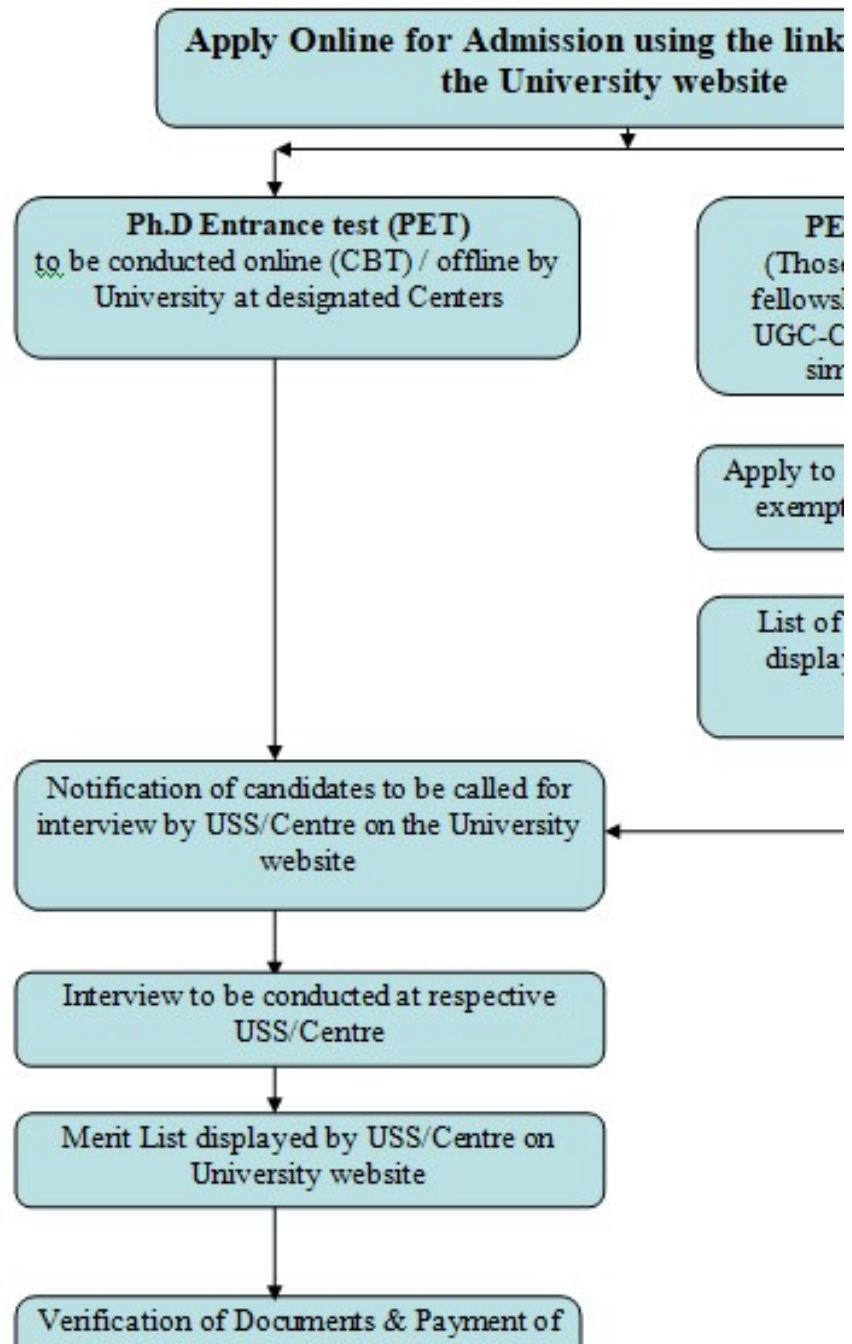 Apply Online for Admission using the link
the University website
Ph.D Entrance test (PET)
to be conducted online (CBT) / offline by
University at designated Centers
PE
(Those
fellowsh
UGC-C
sim
Apply to
exempt
List of
display
Notification of candidates to be called for
interview by USS/Centre on the University
website
Interview to be conducted at respective
USS/Centre
Merit List displayed by USS/Centre on
University website
Verification of Documents & Payment of